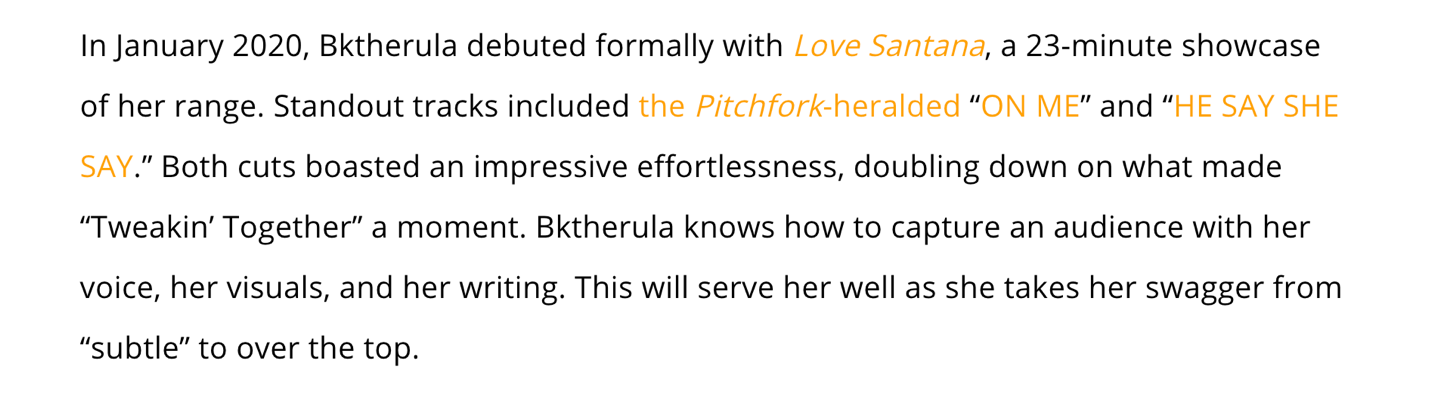 In January 2020, Bktherula debuted formally with Love Santana, a 23-minute showcase
of her range. Standout tracks included the Pitchfork-heralded “ON ME” and “HE SAY SHE
SAY.” Both cuts boasted an impressive effortlessness, doubling down on what made
“Tweakin’ Together” a moment. Bktherula knows how to capture an audience with her
voice, her visuals, and her writing. This will serve her well as she takes her swagger from
“subtle” to over the top.